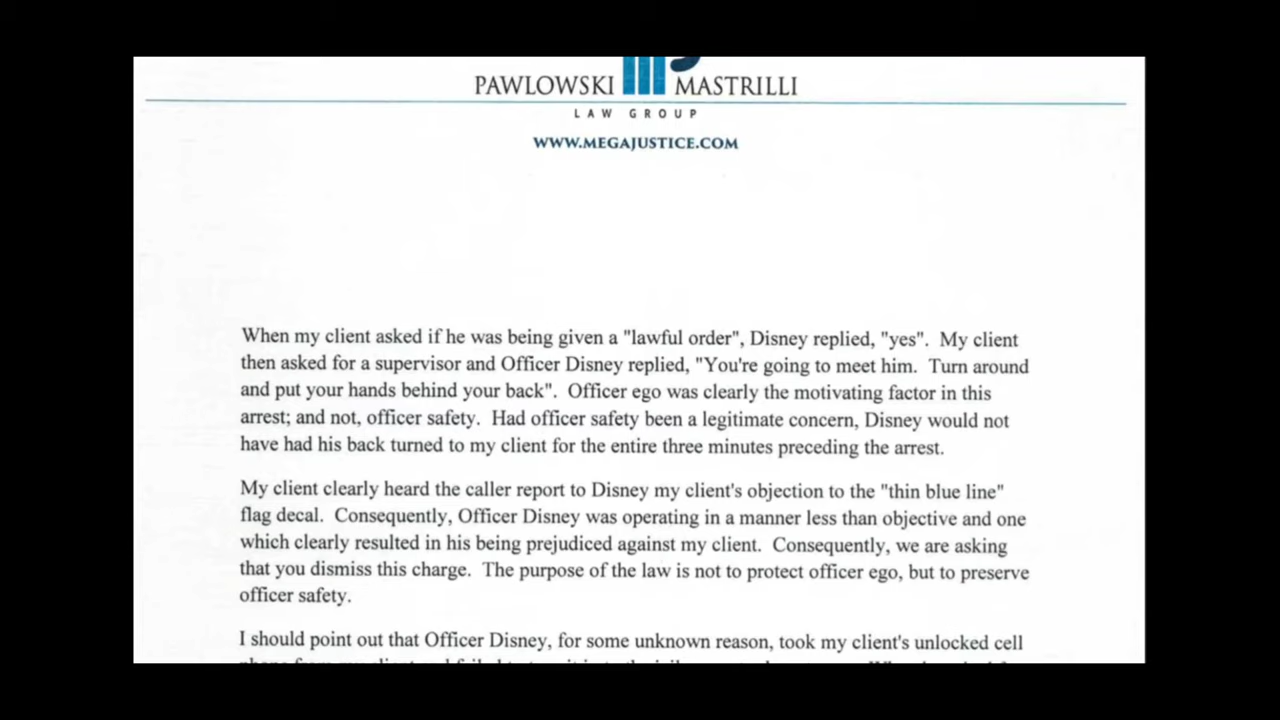 PAWLOWSKI MASTRILLI
LAW GROUP
WWW.MEGAJUSTICE.COM
When my client asked if he was being given a "lawful order", Disney replied, "yes". My client
then asked for a supervisor and Officer Disney replied, "You're going to meet him. Turn around
and put your hands behind your back". Officer ego was clearly the motivating factor in this
arrest; and not, officer safety. Had officer safety been a legitimate concern, Disney would not
have had his back turned to my client for the entire three minutes preceding the arrest.
My client clearly heard the caller report to Disney my client's objection to the "thin blue line"
flag decal. Consequently, Officer Disney was operating in a manner less than objective and one
which clearly resulted in his being prejudiced against my client. Consequently, we are asking
that you dismiss this charge. The purpose of the law is not to protect officer ego, but to preserve
officer safety.
I should point out that Officer Disney, for some unknown reason, took my client's unlocked cell